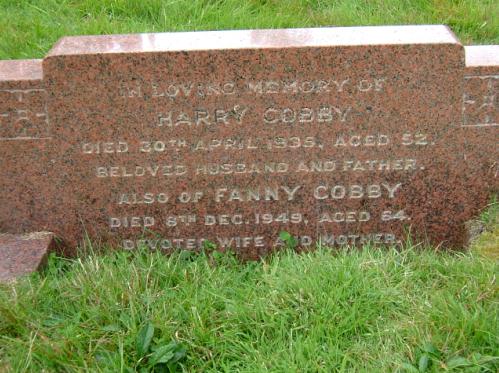 IN LOVING MEMORY OF
HARRY COBBY
DIED 30TH APRIL 1935, AGED 52.
BELOVED HUSBAND AND FATHER.
ALSO OF FANNY COBBY
DIED 8TH DEC. 1949, AGED 64.
DEVOTED WIFE AND MOTHER.